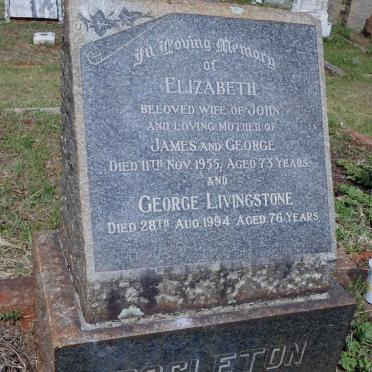 In Loving Memory
of
ELIZABETH
BELOVED WIFE OF JOHN
AND LOVING MOTHER OF
JAMES AND GEORGE
DIED 11TH NOV. 1955, AGED 73 YEARS.
AND
GEORGE LIVINGSTONE
DIED 28TH AUG 1994 AGED 76 YEARS